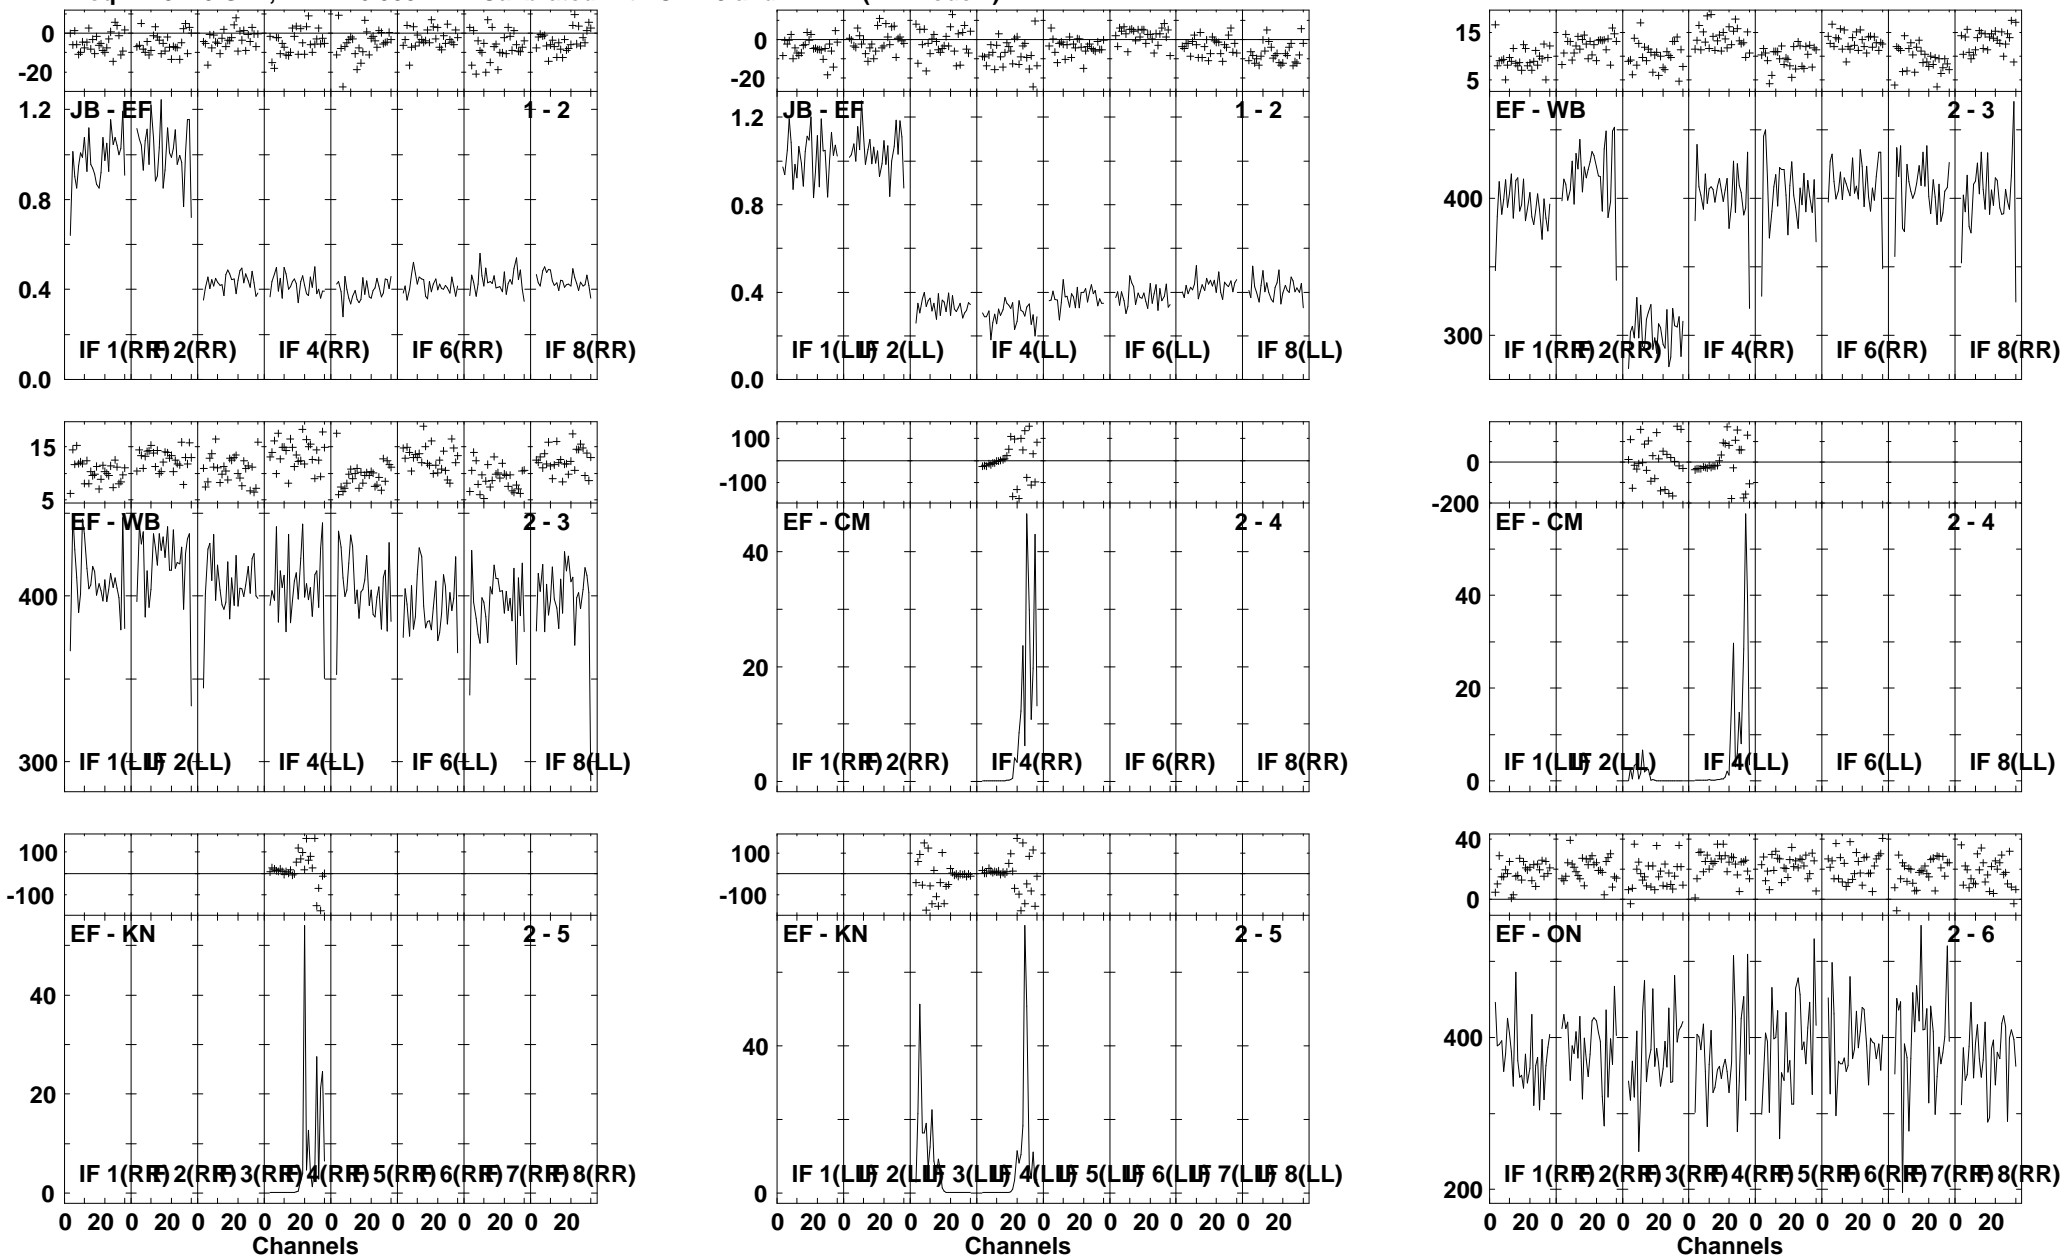 0
-20
JB - EF 1 - 2
1.2
0.8
0.4
0.0
IF 1(RR) IF 2(RR) IF 4(RR) IF 6(RR) IF 8(RR)
0
-20
JB - EF 1 - 2
1.2
0.8
0.4
0.0
IF 1(LL) IF 2(LL) IF 4(LL) IF 6(LL) IF 8(LL)
15
5
EF - WB 2 - 3
400
300
IF 1(RR) IF 2(RR) IF 4(RR) IF 6(RR) IF 8(RR)
15
5
EF - WB 2 - 3
400
300
IF 1(LL) IF 2(LL) IF 4(LL) IF 6(LL) IF 8(LL)
100
-100
EF - CM 2 - 4
40
20
0
IF 1(RR) IF 2(RR) IF 4(RR) IF 6(RR) IF 8(RR)
0
-200
EF - CM 2 - 4
40
20
0
IF 1(LL) IF 2(LL) IF 4(LL) IF 6(LL) IF 8(LL)
100
-100
EF - KN 2 - 5
40
20
0
IF 1(RR) IF 2(RR) IF 3(RR) IF 4(RR) IF 5(RR) IF 6(RR) IF 7(RR) IF 8(RR)
0 20 0 20 0 20 0 20 0 20 0 20 0 20 0 20
Channels
100
-100
EF - KN 2 - 5
40
0
IF 1(LL) IF 2(LL) IF 3(LL) IF 4(LL) IF 5(LL) IF 6(LL) IF 7(LL) IF 8(LL)
0 20 0 20 0 20 0 20 0 20 0 20 0 20 0 20
Channels
40
0
EF - ON 2 - 6
400
200
IF 1(RR) IF 2(RR) IF 3(RR) IF 4(RR) IF 5(RR) IF 6(RR) IF 7(RR) IF 8(RR)
0 20 0 20 0 20 0 20 0 20 0 20 0 20 0 20
Channels